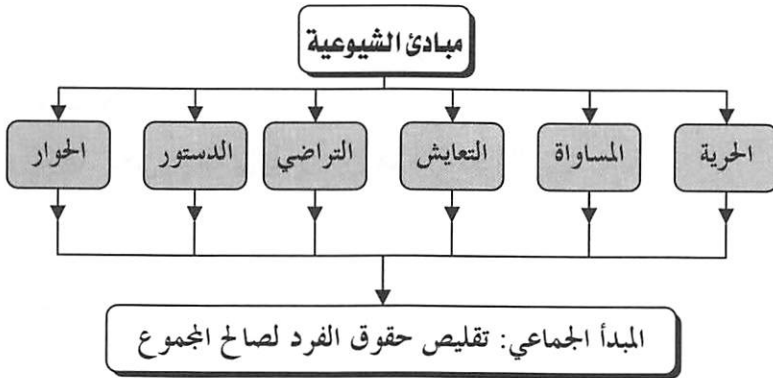 مبادئ الشيوعية
الحرية
المساواة
التعايش
التراضي
الدستور
الحوار
المبدأ الجماعي: تقليص حقوق الفرد لصالح المجموع